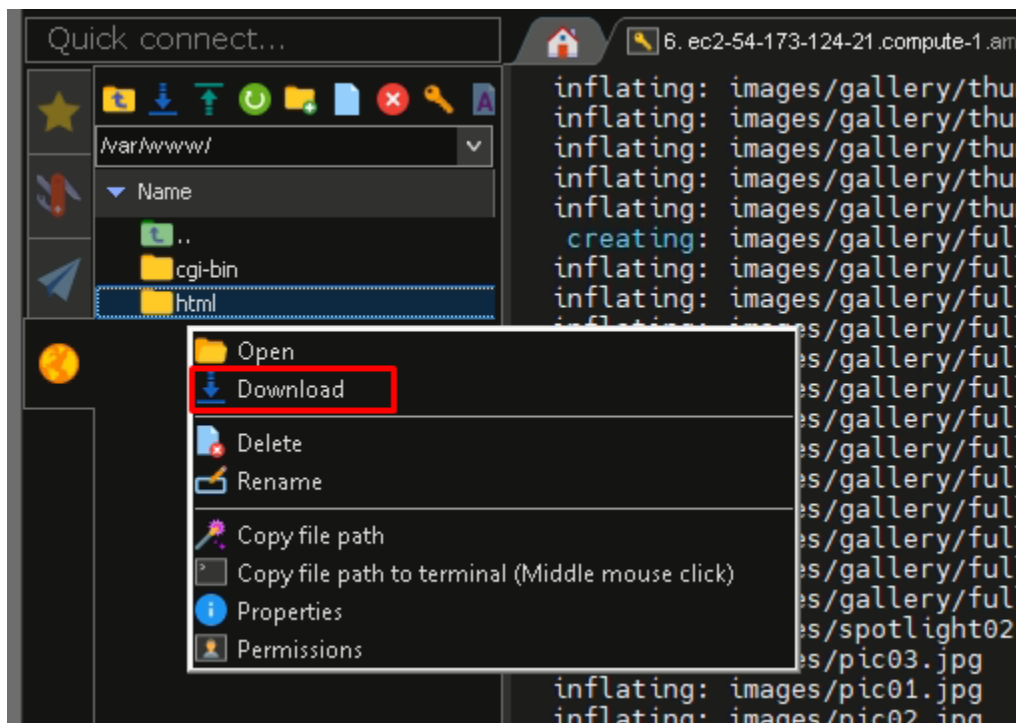 Quick connect...
6. ec2-54-173-124-21.compute-1.am
/var/www/
Name
..
cgi-bin
html
Open
Download
Delete
Rename
Copy file path
Copy file path to terminal (Middle mouse click)
Properties
Permissions
inflating: images/gallery/thu
inflating: images/gallery/thu
inflating: images/gallery/thu
inflating: images/gallery/thu
inflating: images/gallery/thu
creating: images/gallery/ful
inflating: images/gallery/ful
inflating: images/gallery/ful
es/gallery/ful
es/gallery/ful
es/gallery/ful
es/gallery/ful
es/gallery/ful
es/gallery/ful
es/gallery/ful
es/gallery/ful
es/gallery/ful
es/gallery/ful
es/spotlight02
es/pic03.jpg
inflating: images/pic01.jpg
inflating: images/pic02.jpg